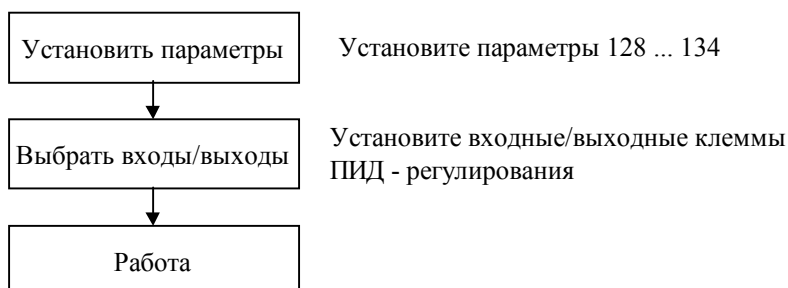 Установить параметры
Установите параметры 128 ... 134
Выбрать входы/выходы
Установите входные/выходные клеммы
ПИД - регулирования
Работа